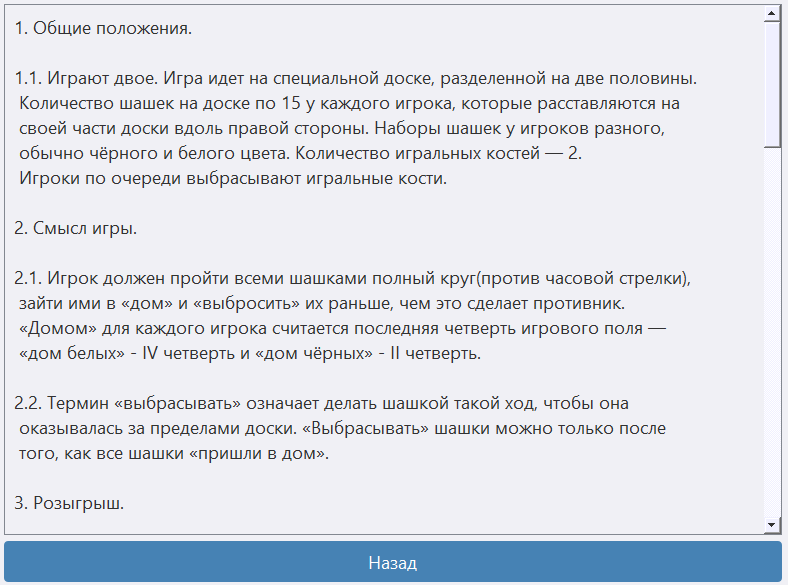 1. Общие положения.
1.1. Играют двое. Игра идет на специальной доске, разделенной на две половины.
Количество шашек на доске по 15 у каждого игрока, которые расставляются на
своей части доски вдоль правой стороны. Наборы шашек у игроков разного,
обычно чёрного и белого цвета. Количество игральных костей — 2.
Игроки по очереди выбрасывают игральные кости.
2. Смысл игры.
2.1. Игрок должен пройти всеми шашками полный круг(против часовой стрелки),
зайти ими в «дом» и «выбросить» их раньше, чем это сделает противник.
«Домом» для каждого игрока считается последняя четверть игрового поля —
«дом белых» - IV четверть и «дом чёрных» - II четверть.
2.2. Термин «выбрасывать» означает делать шашкой такой ход, чтобы она
оказывалась за пределами доски. «Выбрасывать» шашки можно только после
того, как все шашки «пришли в дом».
3. Розыгрыш.
Назад